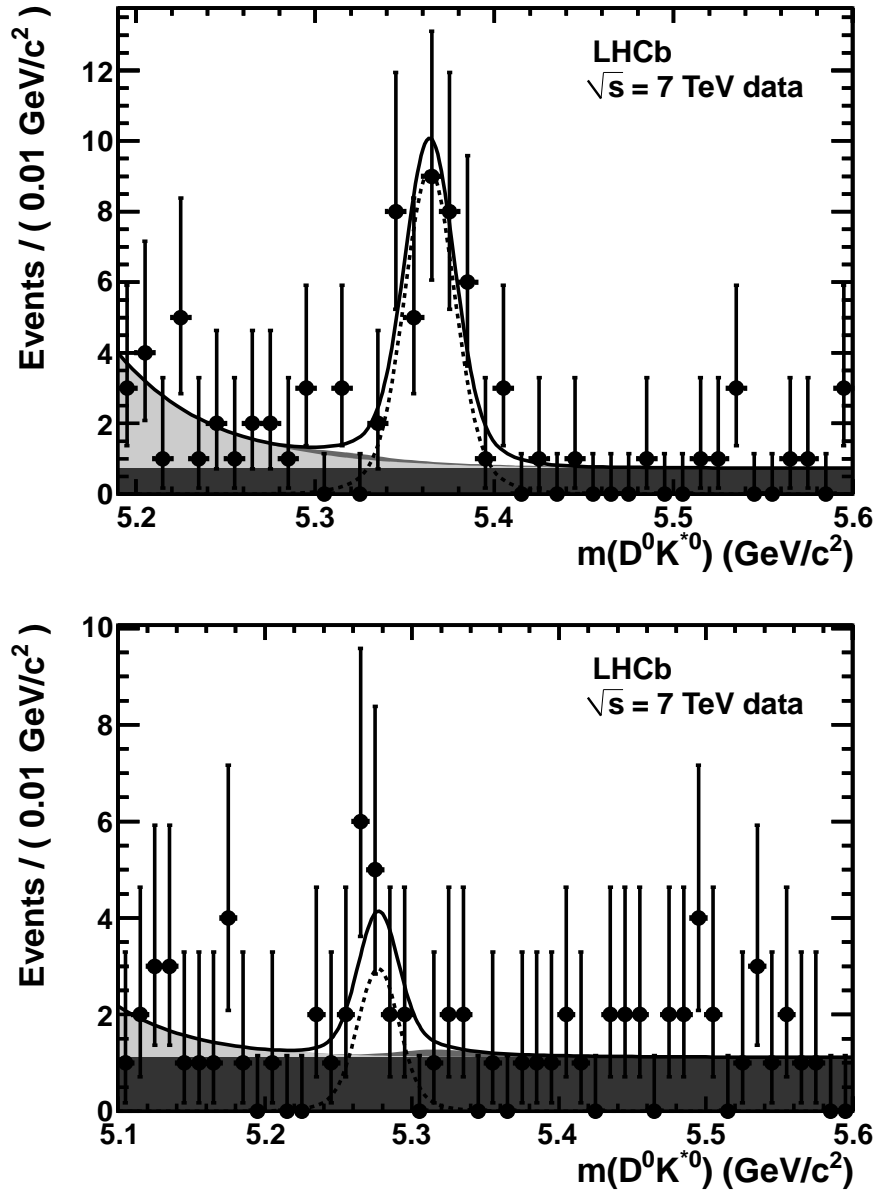 Events / ( 0.01 GeV/c²)
12
10
8
6
4
2
0
LHCb
√s = 7 TeV data
5.2 5.3 5.4 5.5 5.6
m(D⁰K*⁰) (GeV/c²)
Events / ( 0.01 GeV/c²)
10
8
6
4
2
0
LHCb
√s = 7 TeV data
5.1 5.2 5.3 5.4 5.5 5.6
m(D⁰K*⁰) (GeV/c²)